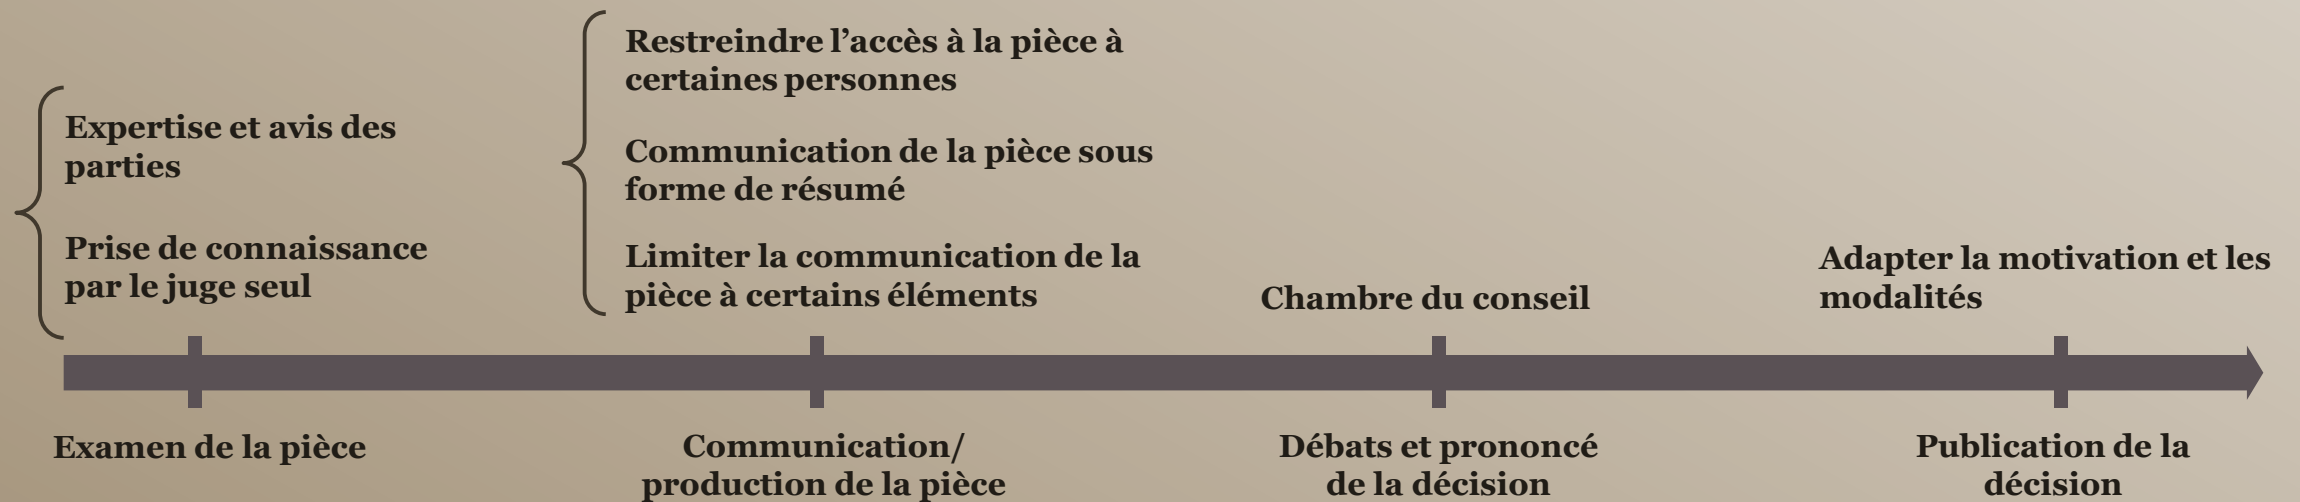 Expertise et avis des
parties
Prise de connaissance
par le juge seul
Restreindre l’accès à la pièce à
certaines personnes
Communication de la pièce sous
forme de résumé
Limiter la communication de la
pièce à certains éléments
Chambre du conseil
Adapter la motivation et les
modalités
Examen de la pièce
Communication/
production de la pièce
Débats et prononcé
de la décision
Publication de la
décision